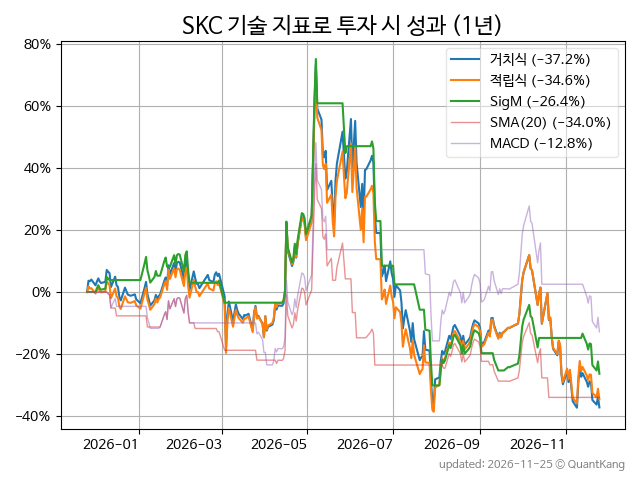 SKC 기술 지표로 투자 시 성과 (1년)
80%
60%
40%
20%
0%
−20%
−40%
거치식 (−37.2%)
적립식 (−34.6%)
SigM (−26.4%)
SMA(20) (−34.0%)
MACD (−12.8%)
2026-01
2026-03
2026-05
2026-07
2026-09
2026-11
updated: 2026-11-25 © QuantKang